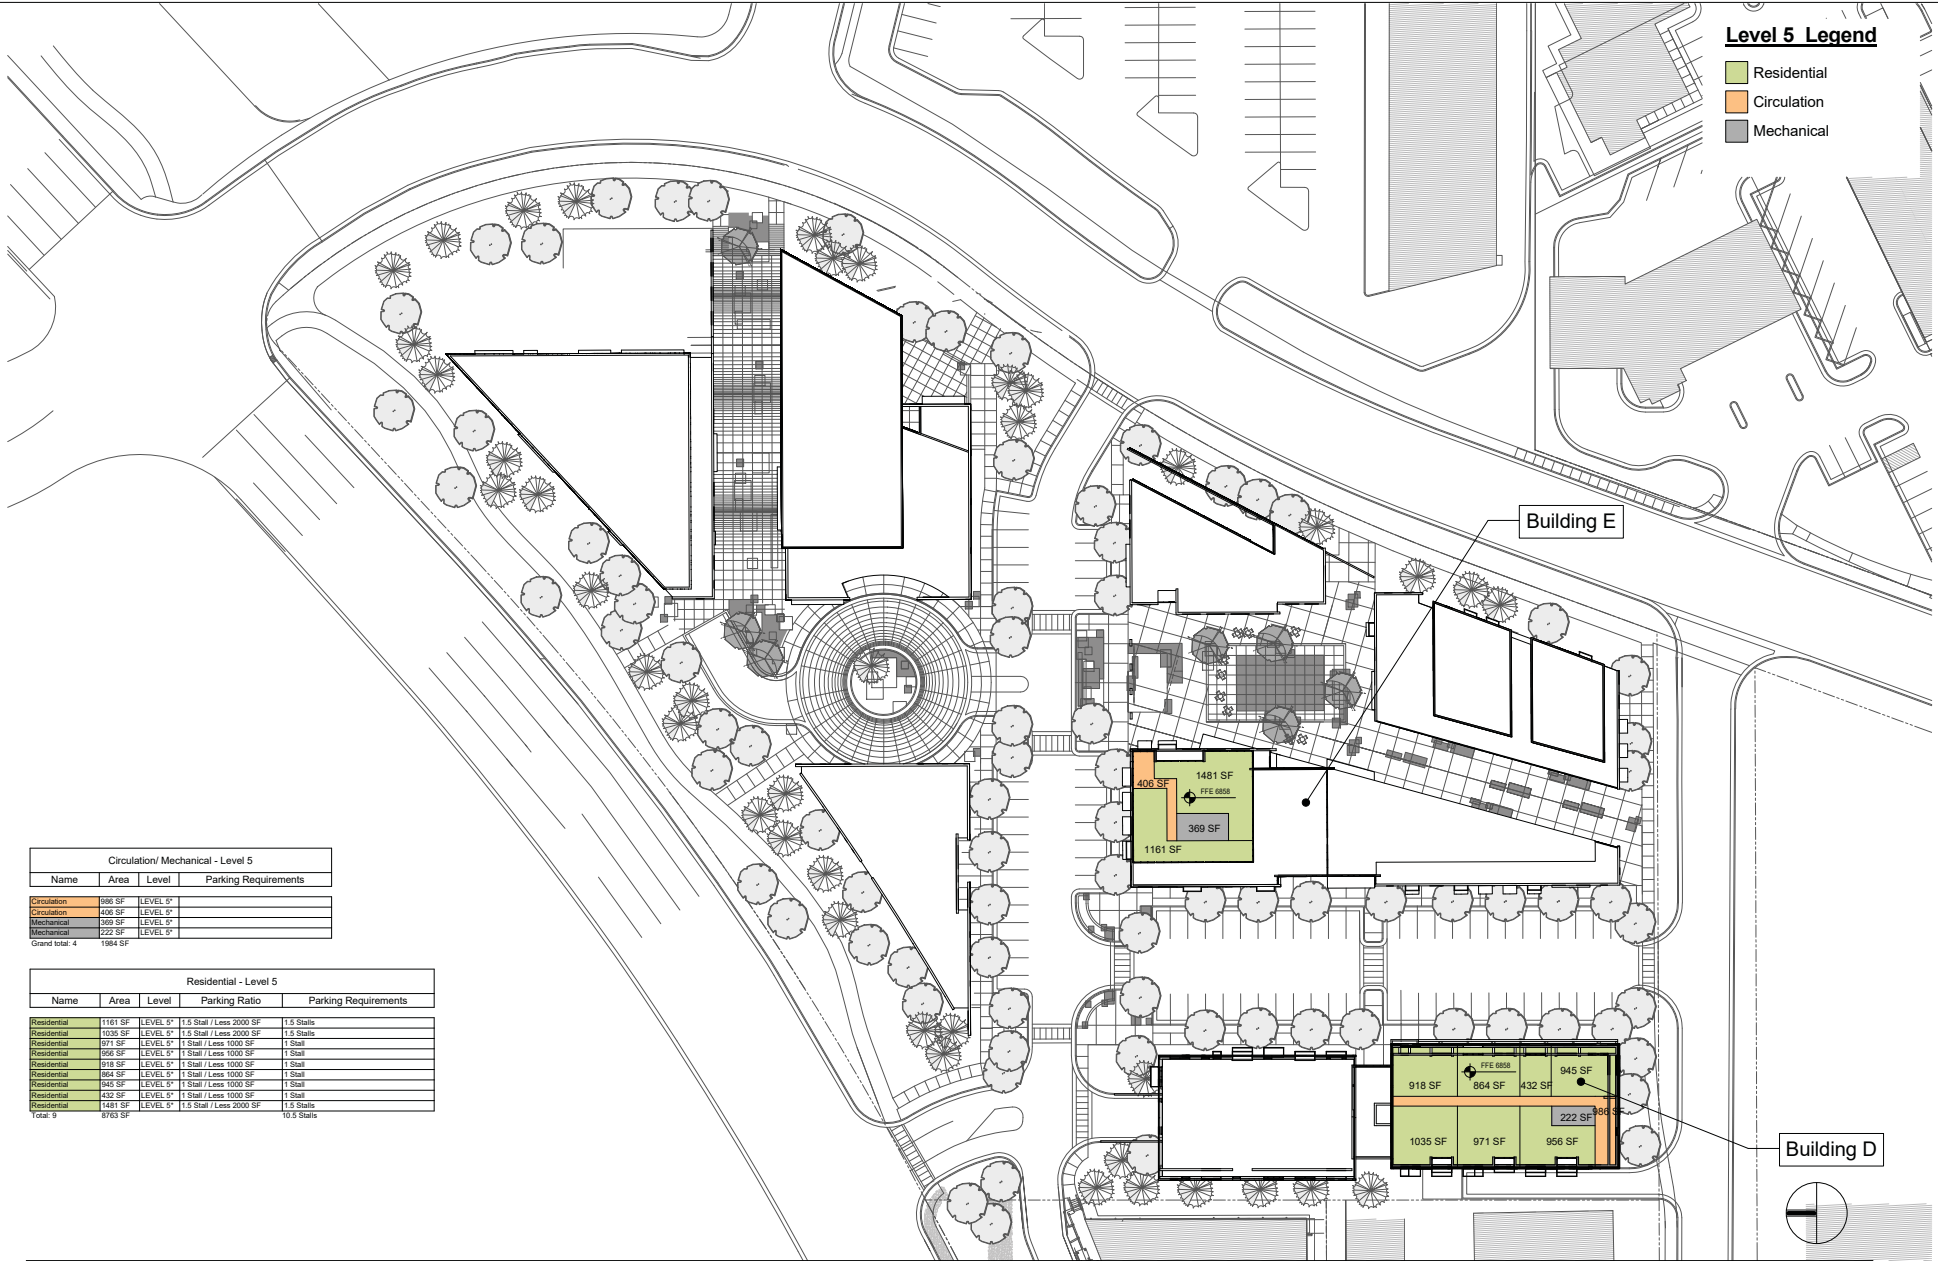 Level 5 Legend
Residential
Circulation
Mechanical
Building E
1481 SF
406 SF
FFE 6858
369 SF
1161 SF
Circulation/ Mechanical - Level 5
Name Area Level Parking Requirements
Circulation 986 SF LEVEL 5*
Circulation 406 SF LEVEL 5*
Mechanical 369 SF LEVEL 5*
Mechanical 222 SF LEVEL 5*
Grand total: 4 1984 SF
Residential - Level 5
Name Area Level Parking Ratio Parking Requirements
Residential 1161 SF LEVEL 5* 1.5 Stall / Less 2000 SF 1.5 Stalls
Residential 1035 SF LEVEL 5* 1.5 Stall / Less 2000 SF 1.5 Stalls
Residential 971 SF LEVEL 5* 1 Stall / Less 1000 SF 1 Stall
Residential 956 SF LEVEL 5* 1 Stall / Less 1000 SF 1 Stall
Residential 918 SF LEVEL 5* 1 Stall / Less 1000 SF 1 Stall
Residential 864 SF LEVEL 5* 1 Stall / Less 1000 SF 1 Stall
Residential 945 SF LEVEL 5* 1 Stall / Less 1000 SF 1 Stall
Residential 432 SF LEVEL 5* 1 Stall / Less 1000 SF 1 Stall
Residential 1481 SF LEVEL 5* 1.5 Stall / Less 2000 SF 1.5 Stalls
Total: 9 8763 SF 10.5 Stalls
FFE 6858
945 SF
918 SF 864 SF 432 SF
222 SF 986 SF
1035 SF 971 SF 956 SF
Building D